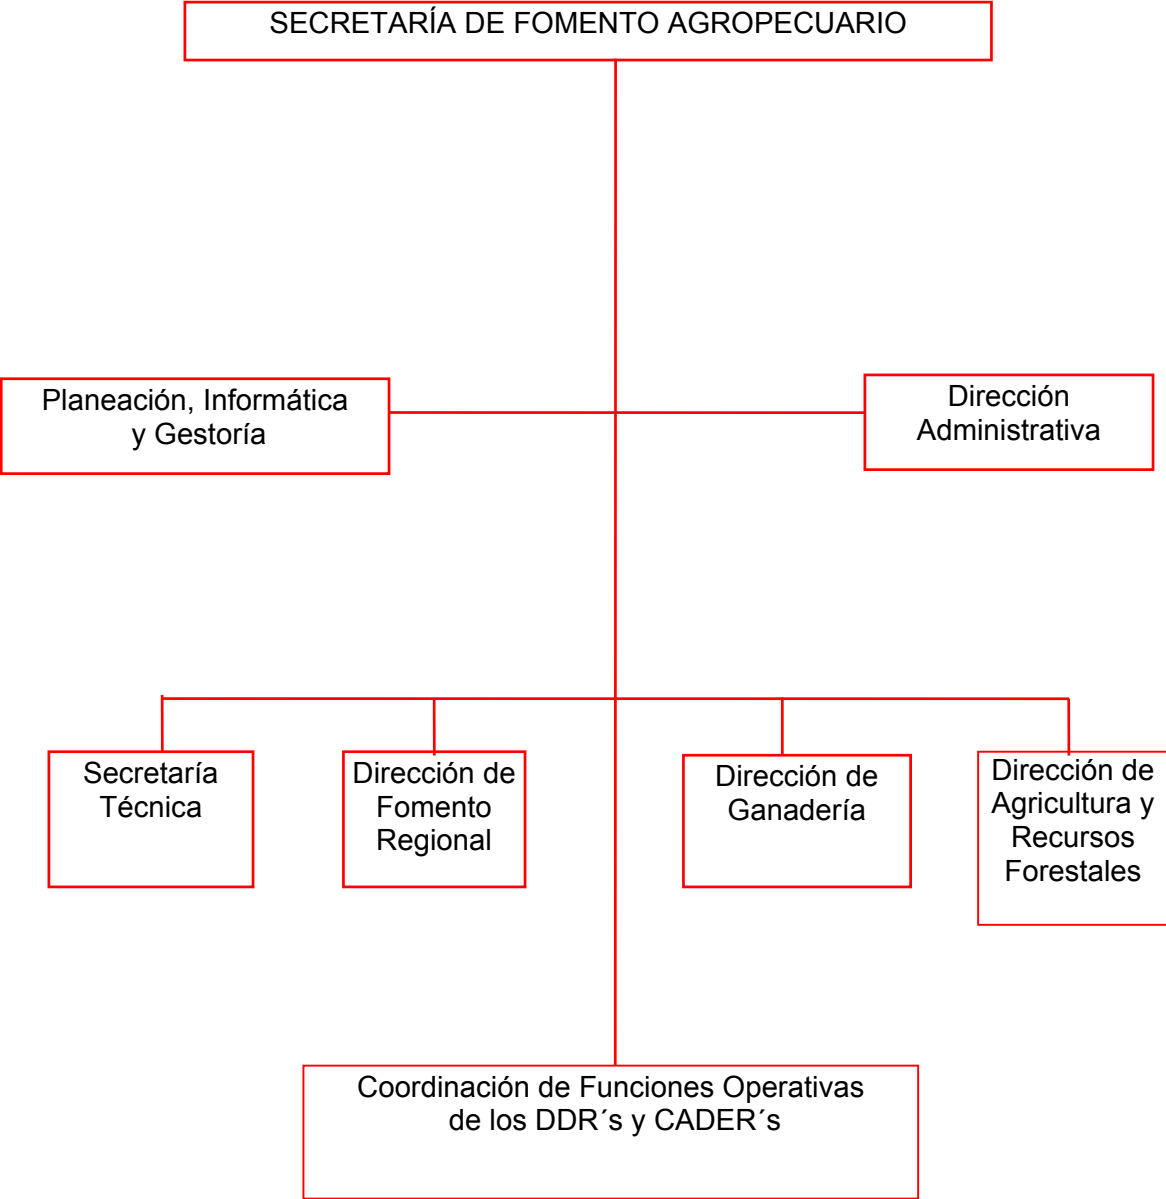 SECRETARÍA DE FOMENTO AGROPECUARIO
Planeación, Informática
y Gestoría
Dirección
Administrativa
Secretaría
Técnica
Dirección de
Fomento
Regional
Dirección de
Ganadería
Dirección de
Agricultura y
Recursos
Forestales
Coordinación de Funciones Operativas
de los DDR´s y CADER´s